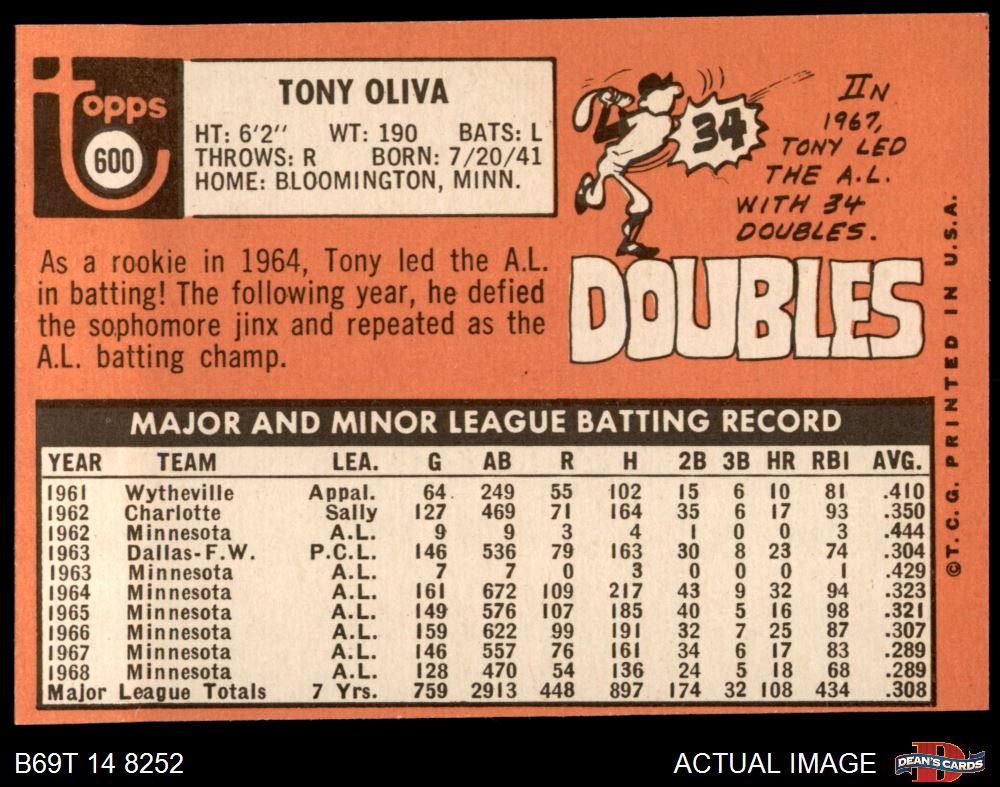 Topps
600
TONY OLIVA
HT: 6'2" WT: 190 BATS: L
THROWS: R BORN: 7/20/41
HOME: BLOOMINGTON, MINN.
As a rookie in 1964, Tony led the A.L.
in batting! The following year, he defied
the sophomore jinx and repeated as the
A.L. batting champ.
34
IN
1967,
TONY LED
THE A.L.
WITH 34
DOUBLES.
DOUBLES
©T.C.G. PRINTED IN U.S.A.
MAJOR AND MINOR LEAGUE BATTING RECORD
YEAR TEAM LEA. G AB R H 2B 3B HR RBI AVG.
1961 Wytheville Appal. 64 249 55 102 15 6 10 81 .410
1962 Charlotte Sally 127 469 71 164 35 6 17 93 .350
1962 Minnesota A.L. 9 9 3 4 1 0 0 3 .444
1963 Dallas-F.W. P.C.L. 146 536 79 163 30 8 23 74 .304
1963 Minnesota A.L. 7 7 0 3 0 0 0 1 .429
1964 Minnesota A.L. 161 672 109 217 43 9 32 94 .323
1965 Minnesota A.L. 149 576 107 185 40 5 16 98 .321
1966 Minnesota A.L. 159 622 99 191 32 7 25 87 .307
1967 Minnesota A.L. 146 557 76 161 34 6 17 83 .289
1968 Minnesota A.L. 128 470 54 136 24 5 18 68 .289
Major League Totals 7 Yrs. 759 2913 448 897 174 32 108 434 .308
B69T 14 8252
ACTUAL IMAGE
D
DEAN'S CARDS